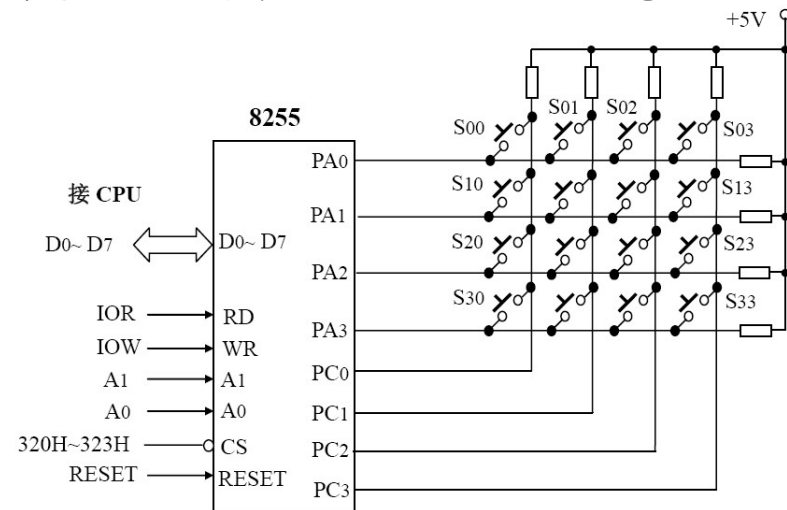 +5V
8255
S00
S01
S02
S03
PA0
接 CPU
S10
S13
PA1
D0~ D7
D0~ D7
S20
S23
PA2
S30
S33
IOR
RD
PA3
IOW
WR
PC0
A1
A1
A0
A0
PC1
320H~323H
CS
PC2
RESET
RESET
PC3